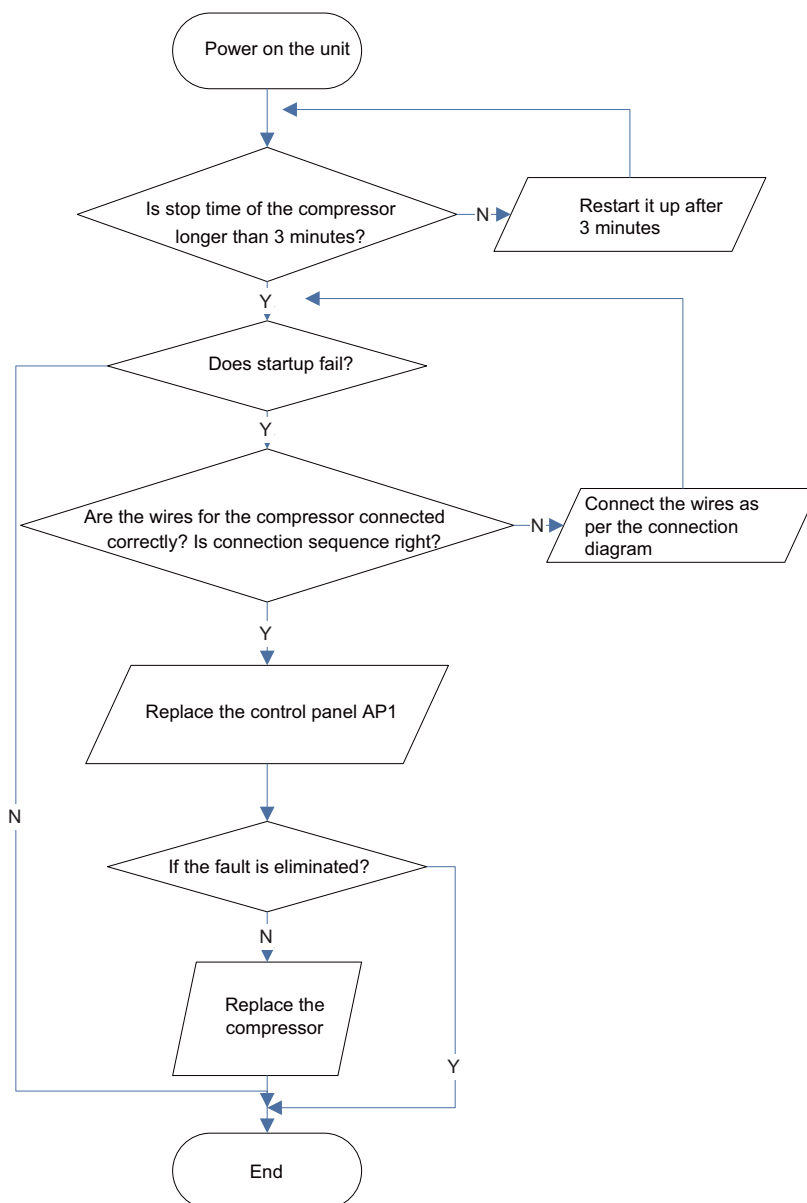 Power on the unit
Is stop time of the compressor
longer than 3 minutes?
N
Restart it up after
3 minutes
Y
Does startup fail?
Y
Are the wires for the compressor connected
correctly? Is connection sequence right?
N
Connect the wires as
per the connection
diagram
Y
Replace the control panel AP1
N
If the fault is eliminated?
N
Replace the
compressor
Y
End